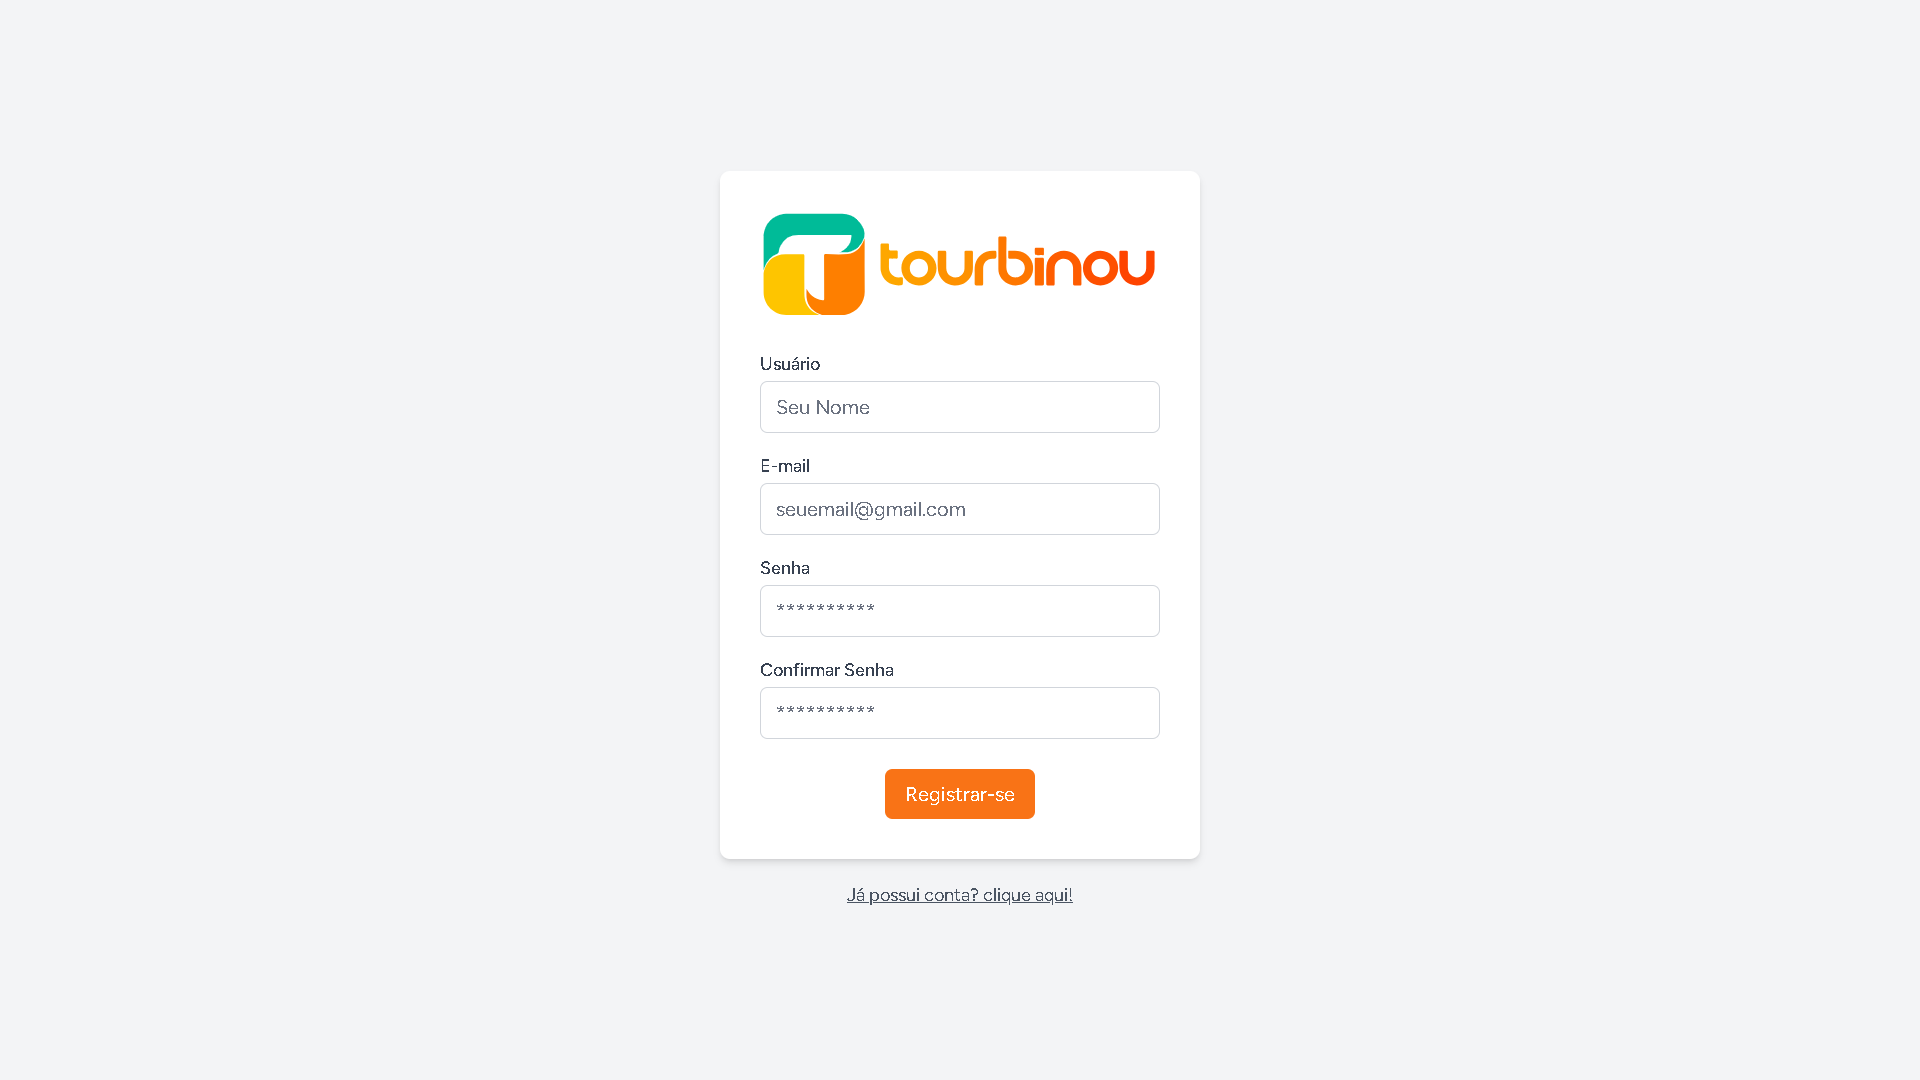 tourbinou
Usuário
Seu Nome
E-mail
seuemail@gmail.com
Senha
**********
Confirmar Senha
**********
Registrar-se
Já possui conta? clique aqui!